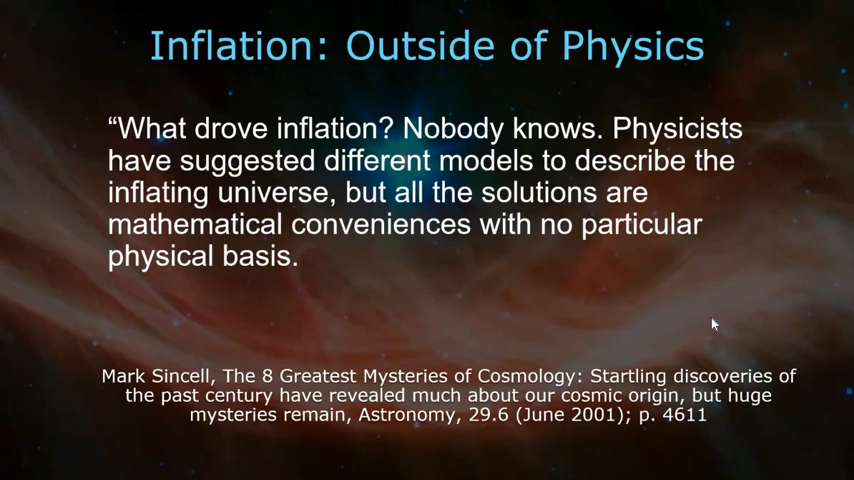 Inflation: Outside of Physics
“What drove inflation? Nobody knows. Physicists
have suggested different models to describe the
inflating universe, but all the solutions are
mathematical conveniences with no particular
physical basis.
Mark Sincell, The 8 Greatest Mysteries of Cosmology: Startling discoveries of
the past century have revealed much about our cosmic origin, but huge
mysteries remain, Astronomy, 29.6 (June 2001); p. 4611